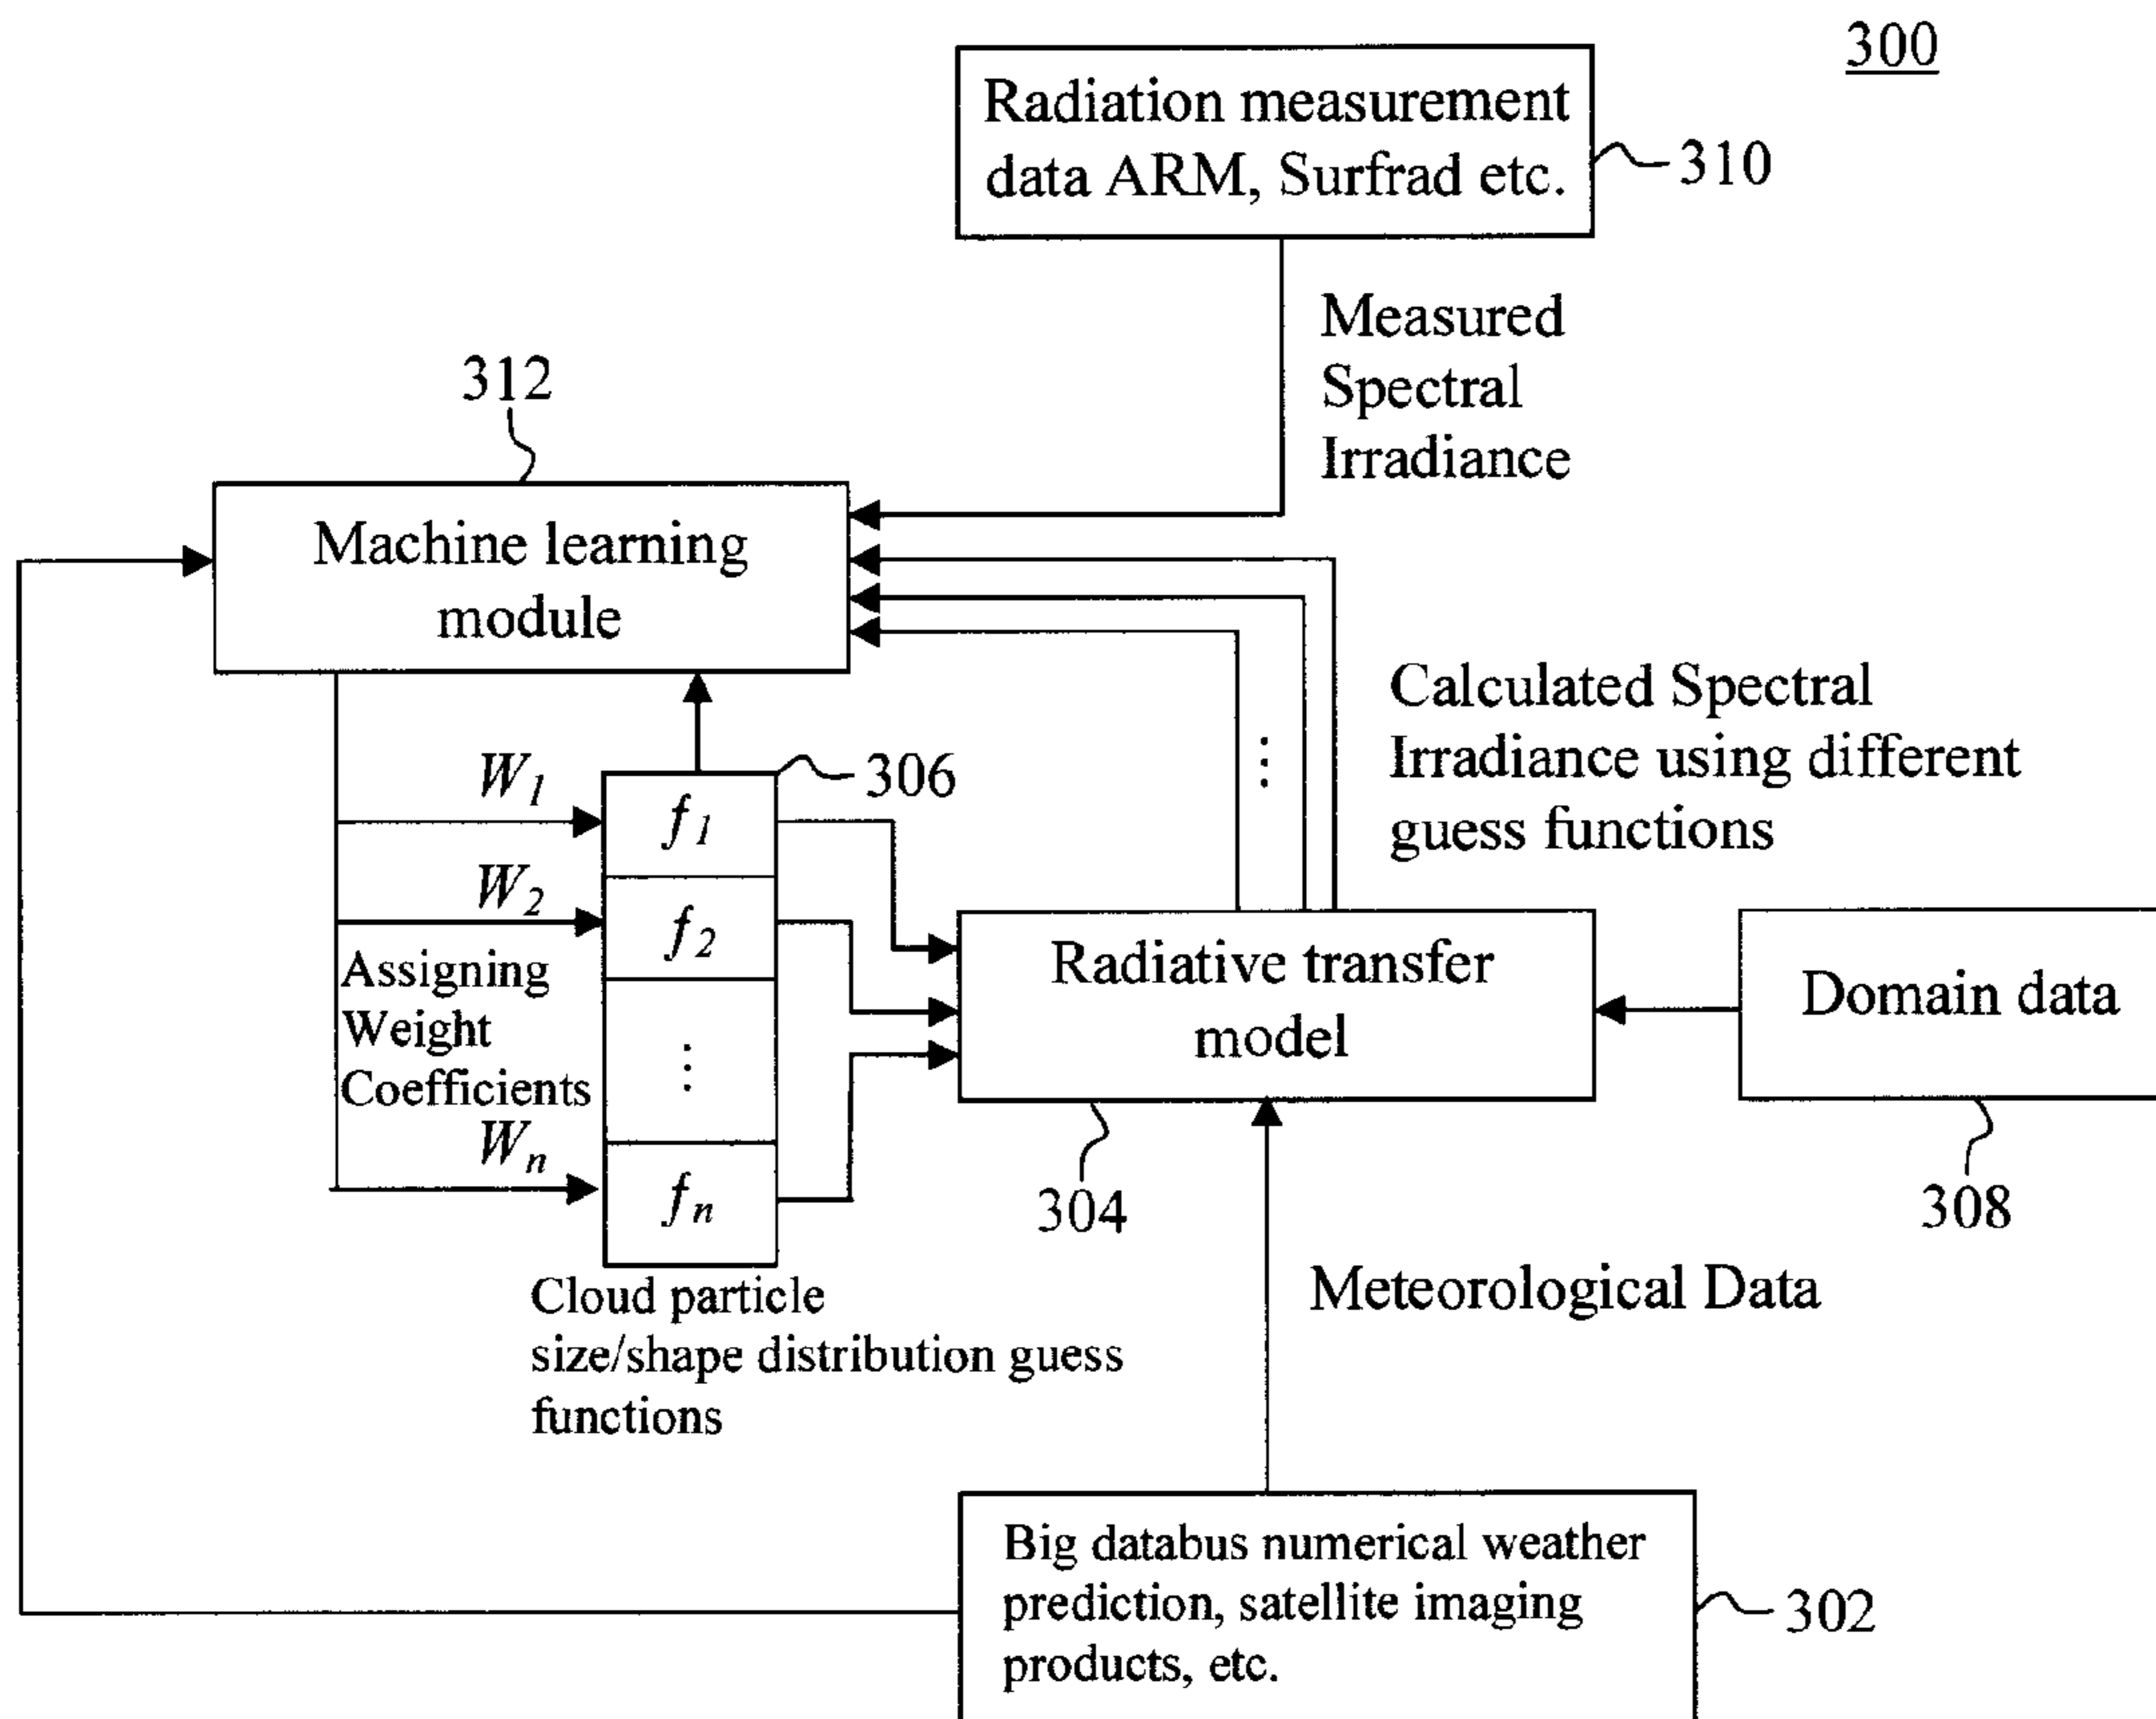 300
Radiation measurement
data ARM, Surfrad etc.
310
Measured
Spectral
Irradiance
312
Machine learning
module
Calculated Spectral
Irradiance using different
guess functions
W1
306
f1
W2
f2
Assigning
Weight
Coefficients
⋮
⋮
Wn
fn
Radiative transfer
model
Domain data
304
308
Cloud particle
size/shape distribution guess
functions
Meteorological Data
Big databus numerical weather
prediction, satellite imaging
products, etc.
302